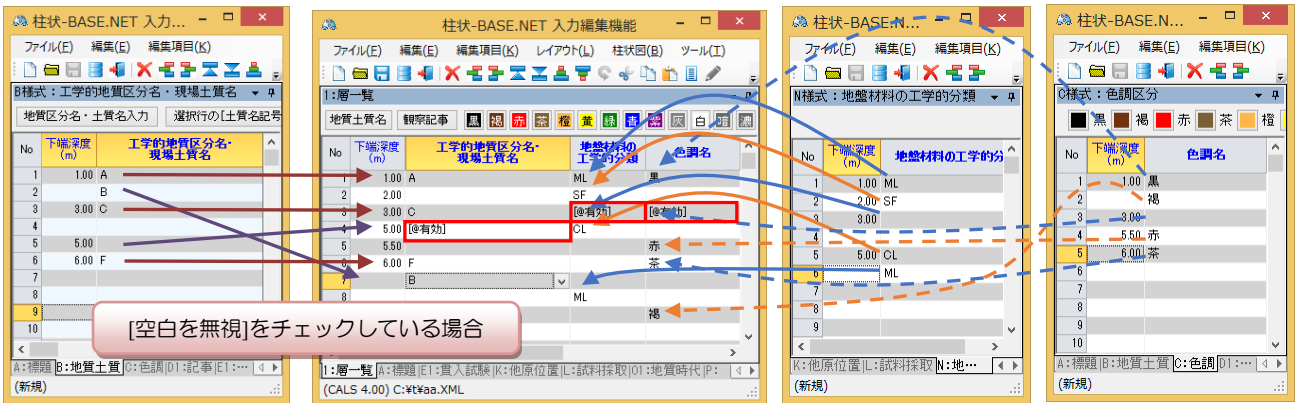 柱状-BASE.NET 入力...
ファイル(F) 編集(E) 編集項目(K)
B様式：工学的地質区分名・現場土質名
地質区分名・土質名入力 選択行の[土質名記号
No 下端深度(m) 工学的地質区分名・現場土質名
1 1.00 A
2 B
3 3.00 C
4
5 5.00
6 6.00 F
7
8
9
10
A:標題 B:地質土質 C:色調 D1:記事 E1:…
(新規)
柱状-BASE.NET 入力編集機能
ファイル(F) 編集(E) 編集項目(K) レイアウト(L) 柱状図(B) ツール(T)
1:層一覧
地質土質名 観察記事 黒 褐 赤 茶 橙 黄 緑 青 紫 灰 白 暗 濃
No 下端深度(m) 工学的地質区分名・現場土質名 地盤材料の工学的分類 色調名
1 1.00 A ML 黒
2 2.00 SF
3 3.00 C [@有効] [@有効]
4 5.00 [@有効] CL
5 5.50 赤
6 6.00 F 茶
7 B
8 ML
褐
1:層一覧 A:標題 E1:貫入試験 K:他原位置 L:試料採取 O1:地質時代 P:
(CALS 4.00) C:¥t¥aa.XML
[空白を無視]をチェックしている場合
柱状-BASE.N...
ファイル(F) 編集(E) 編集項目(K)
N様式：地盤材料の工学的分類
No 下端深度(m) 地盤材料の工学的分
1 1.00 ML
2 2.00 SF
3 3.00
4
5 5.00 CL
6 ML
7
8
9
K:他原位置 L:試料採取 N:地…
(新規)
柱状-BASE.N...
ファイル(F) 編集(E) 編集項目(K)
C様式：色調区分
黒 褐 赤 茶 橙
No 下端深度(m) 色調名
1 1.00 黒
2 褐
3 3.00
4 5.50 赤
5 6.00 茶
6
7
8
9
10
A:標題 B:地質土質 C:色調 D1:…
(新規)